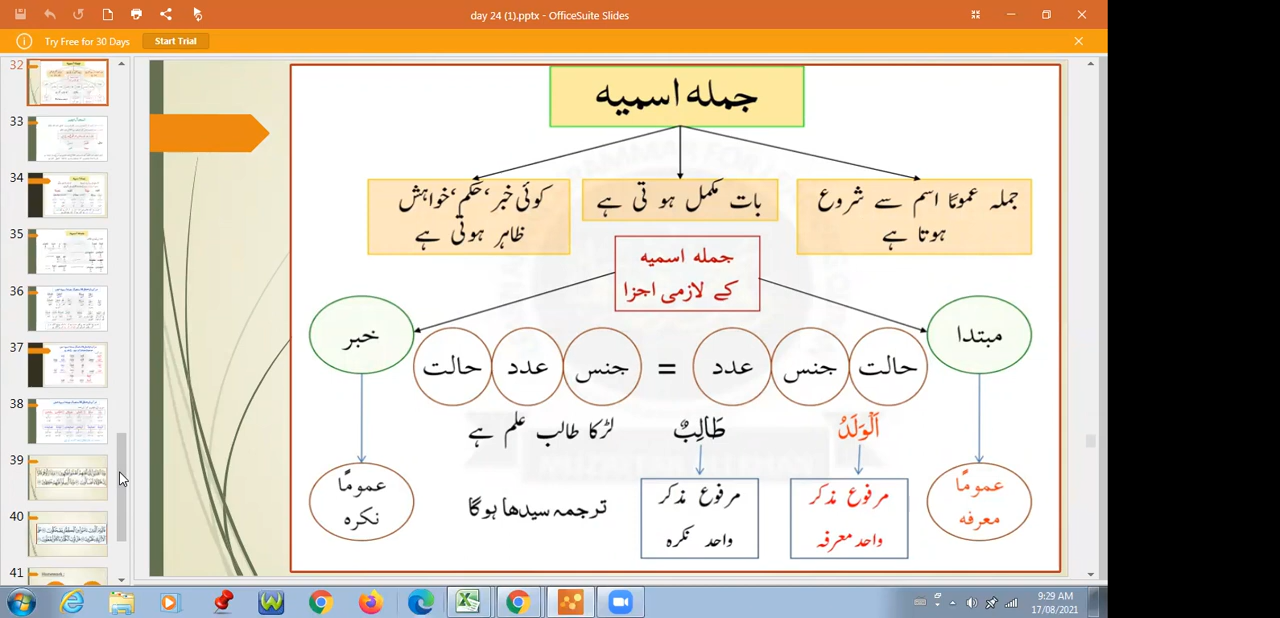 day 24 (1).pptx - OfficeSuite Slides
Try Free for 30 Days
Start Trial
32
33
34
35
36
37
38
39
40
41
جملہ اسمیہ
جملہ عمومًا اسم سے شروع
ہوتا ہے
بات مکمل ہو تی ہے
کوئی خبر،حکم،خواہش
ظاہر ہوتی ہے
جملہ اسمیہ
کے لازمی اجزا
مبتدا
خبر
حالت
جنس
عدد
=
جنس
عدد
حالت
اَلْوَلَدُ
طَالِبٌ
لڑکا طالب علم ہے
عمومًا
معرفہ
مرفوع مذکر
واحد معرفہ
مرفوع مذکر
واحد نکرہ
ترجمہ سیدھا ہوگا
عمومًا
نکرہ
9:29 AM
17/08/2021